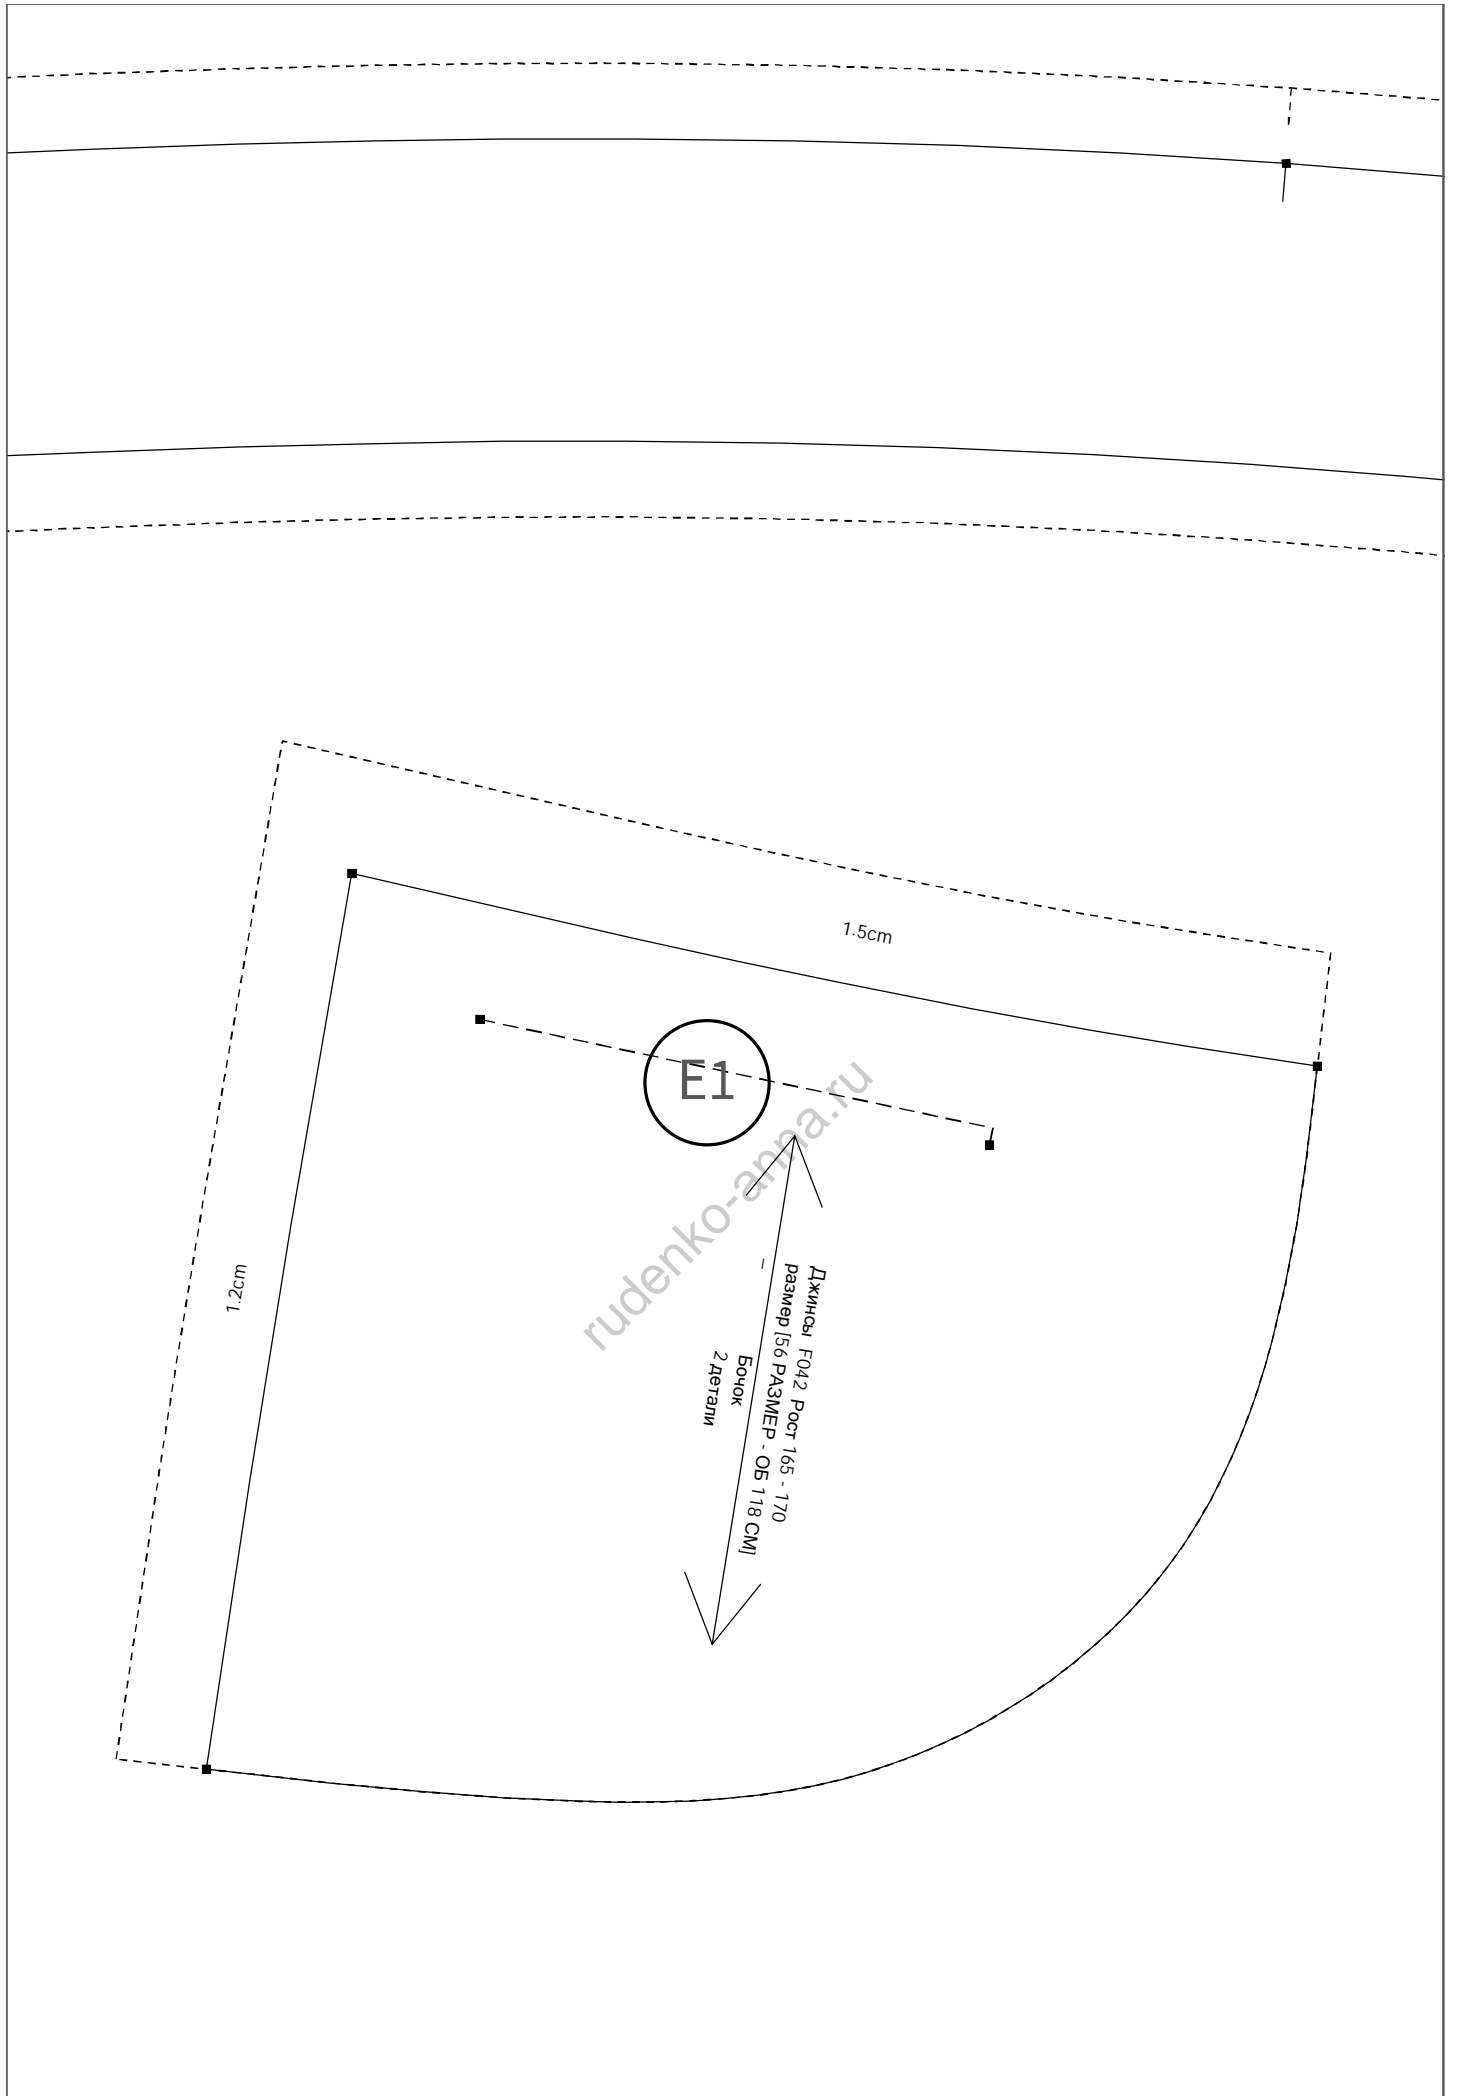 1.5cm
E1
rudenko-anna.ru
1.2cm
Джинсы F042 Рост 165 - 170
размер [56 РАЗМЕР - ОБ 118 СМ]
Бочок
2 детали